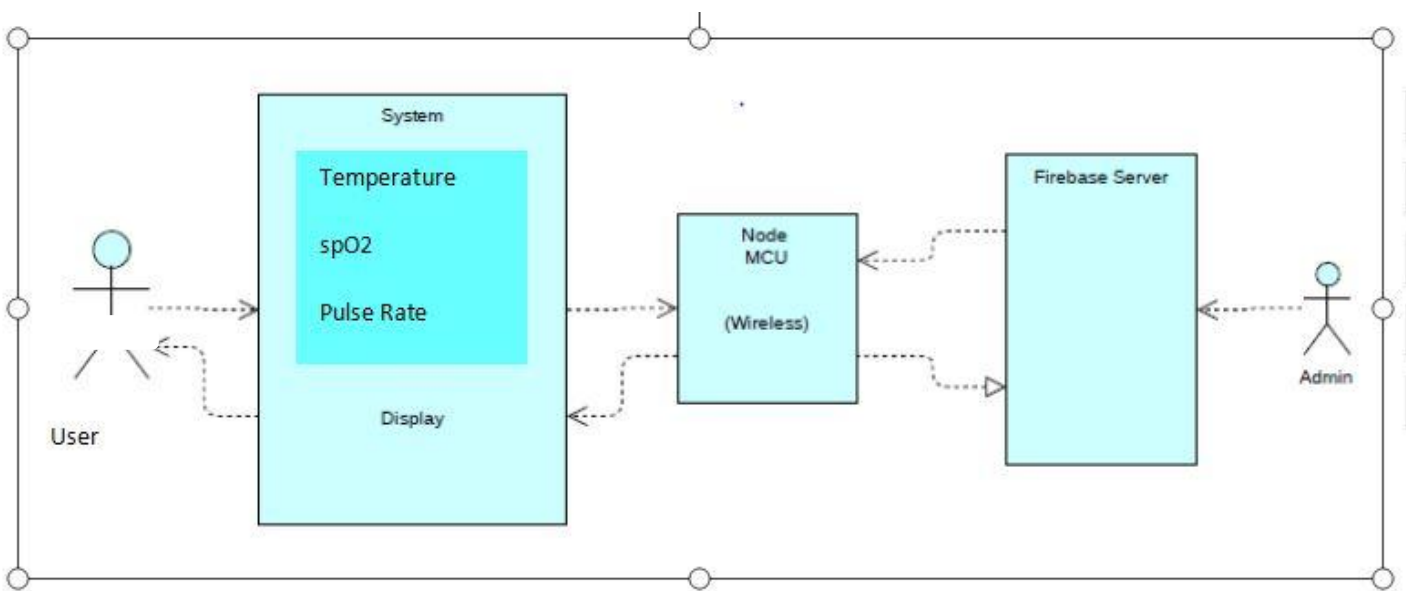 System
Temperature
spO2
Pulse Rate
Display
User
Node
MCU
(Wireless)
Firebase Server
Admin